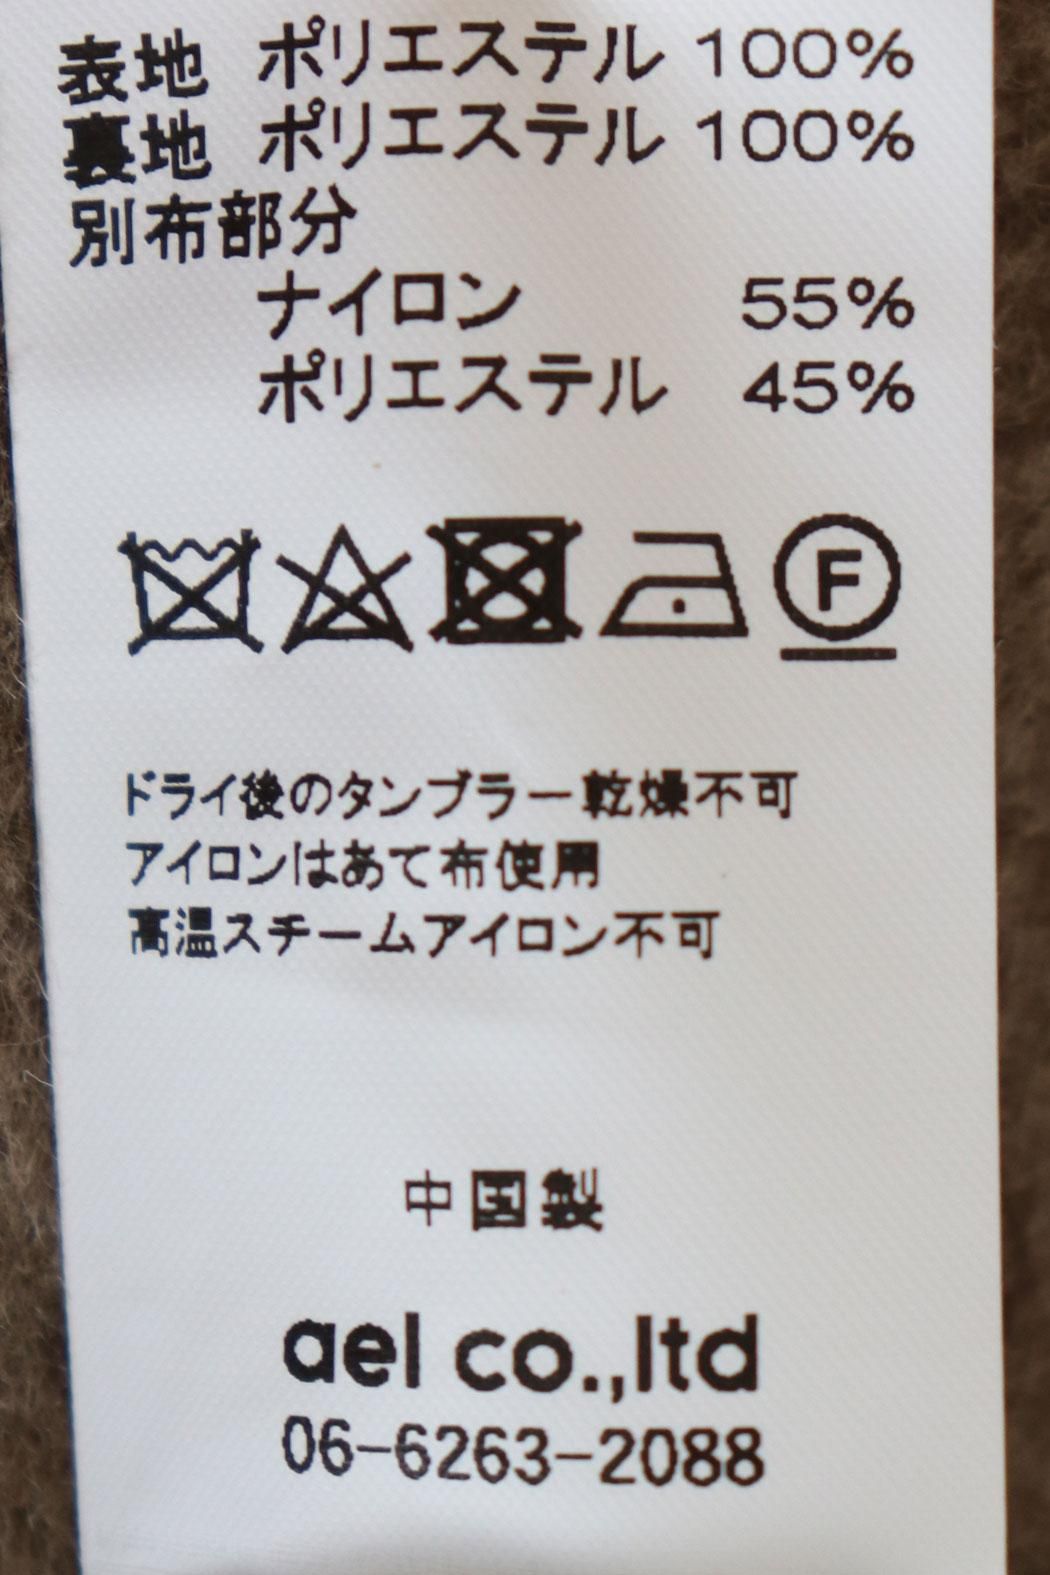 表地 ポリエステル 100%
裏地 ポリエステル 100%
別布部分
ナイロン 55%
ポリエステル 45%
F
ドライ後のタンブラー乾燥不可
アイロンはあて布使用
高温スチームアイロン不可
中国製
ael co.,ltd
06-6263-2088